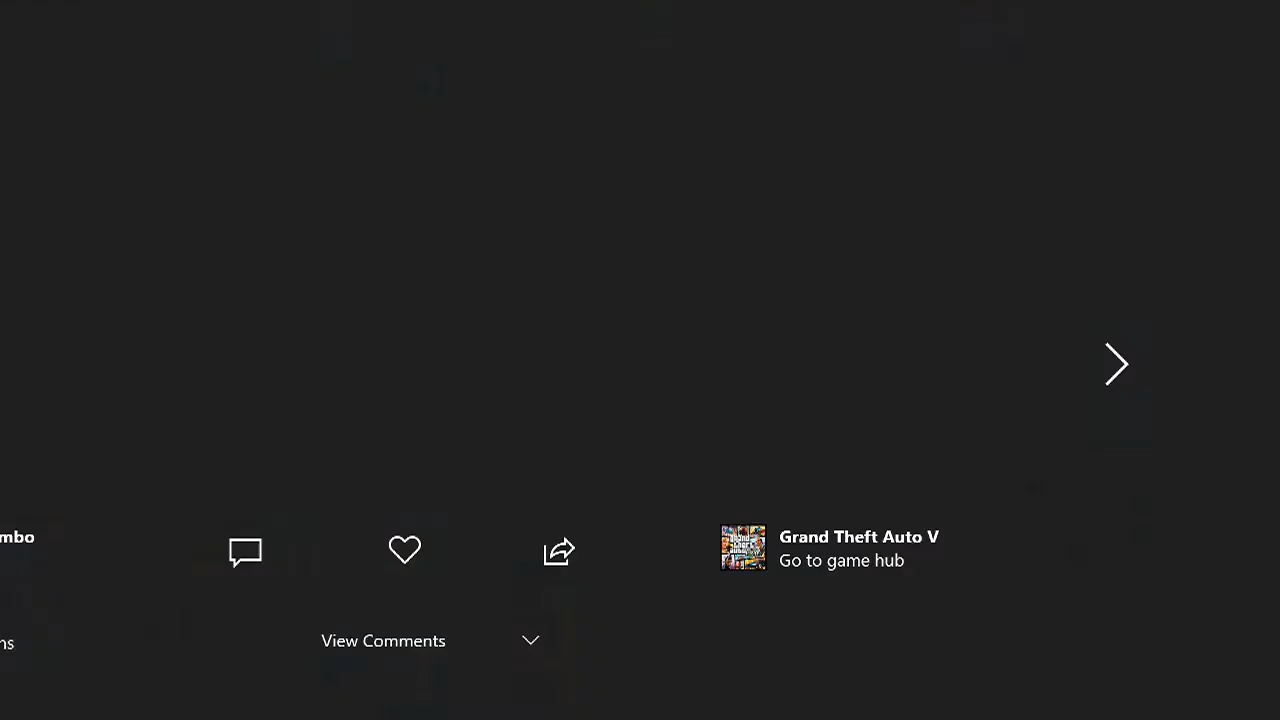 mbo
Grand Theft Auto V
Go to game hub
ns
View Comments